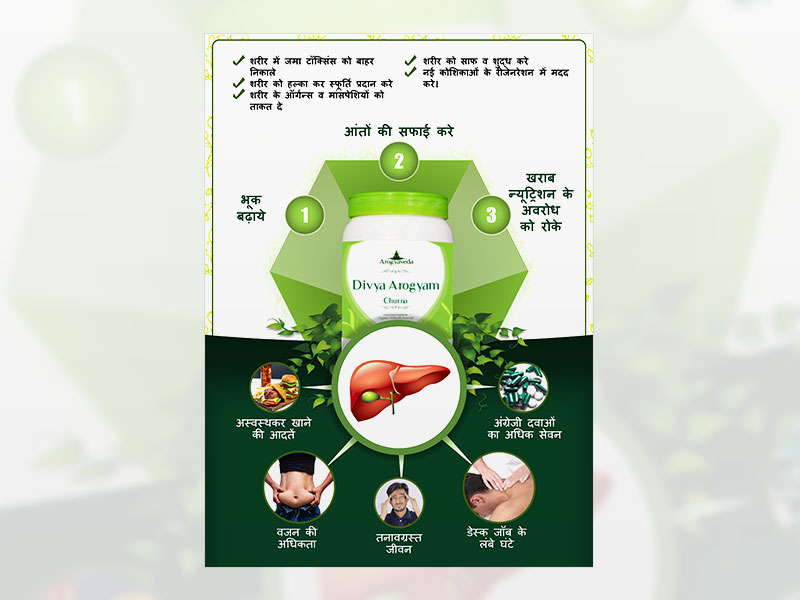 शरीर में जमा टॉक्सिंस को बाहर
निकाले
शरीर को हल्का कर स्फूर्ति प्रदान करे
शरीर के ऑर्गन्स व मांसपेशियों को
ताकत दे
शरीर को साफ व शुद्ध करे
नई कोशिकाओं के रीजेनरेशन में मदद
करे।
आंतों की सफाई करे
2
भूक
बढ़ाये
1
3
खराब
न्यूट्रिशन के
अवरोध
को रोके
Arogyaveda
Divya Arogyam
Churna
अस्वस्थकर खाने
की आदतें
अंग्रेजी दवाओं
का अधिक सेवन
वजन की
अधिकता
तनावग्रस्त
जीवन
डेस्क जॉब के
लंबे घंटे